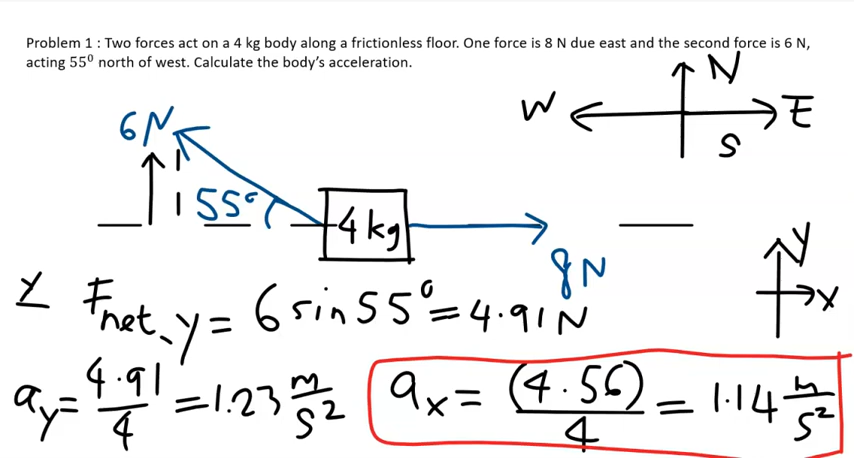 Problem 1 : Two forces act on a 4 kg body along a frictionless floor. One force is 8 N due east and the second force is 6 N,
acting 55⁰ north of west. Calculate the body's acceleration.
N
W E
S
6N
55°
4 kg
8N
y
x
Y Fnet,y = 6 sin 55° = 4.91 N
ay = 4.91/4 = 1.23 m/s²
ax = (4.56)/4 = 1.14 m/s²